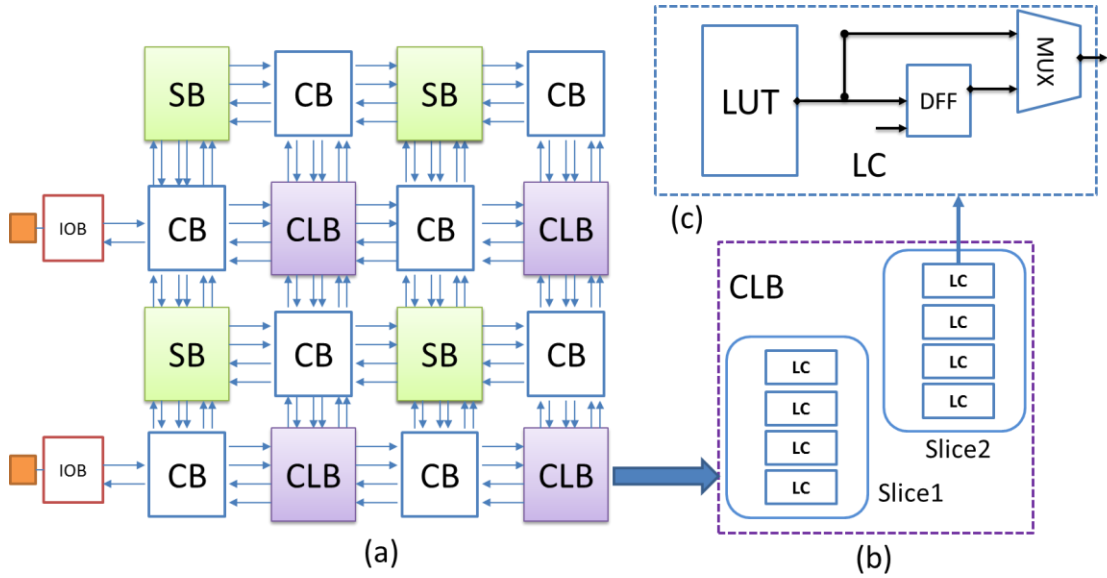 SB CB SB CB
IOB CB CLB CB CLB
SB CB SB CB
IOB CB CLB CB CLB
(a)
LUT DFF MUX
LC
(c)
CLB
LC
LC
LC
LC
Slice2
LC
LC
LC
LC
Slice1
(b)